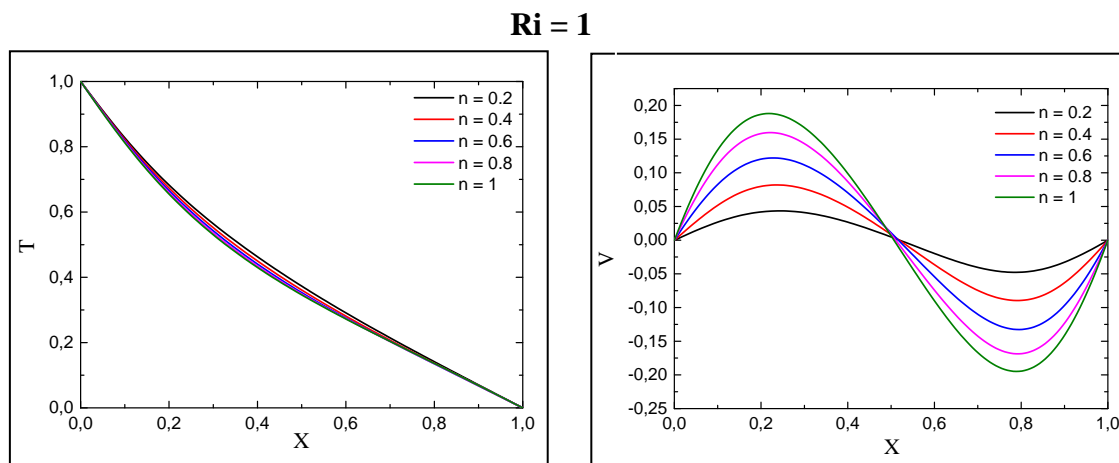 Ri = 1
1,0
0,8
0,6
0,4
0,2
0,0
T
n = 0.2
n = 0.4
n = 0.6
n = 0.8
n = 1
0,0 0,2 0,4 0,6 0,8 1,0
X
0,20
0,15
0,10
0,05
0,00
-0,05
-0,10
-0,15
-0,20
-0,25
V
n = 0.2
n = 0.4
n = 0.6
n = 0.8
n = 1
0,0 0,2 0,4 0,6 0,8 1,0
X